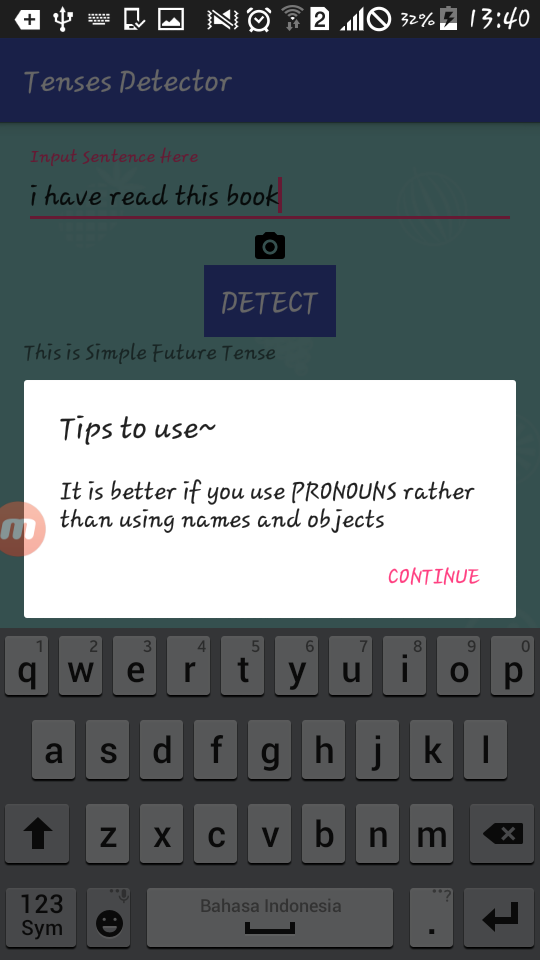 2
32%
13:40
Tenses Detector
Input Sentence Here
i have read this book
DETECT
This is Simple Future Tense
Tips to use~
It is better if you use PRONOUNS rather
than using names and objects
m
CONTINUE
1 2 3 4 5 6 7 8 9 0
q w e r t y u i o p
a s d f g h j k l
z x c v b n m
123
Sym
Bahasa Indonesia
. ?